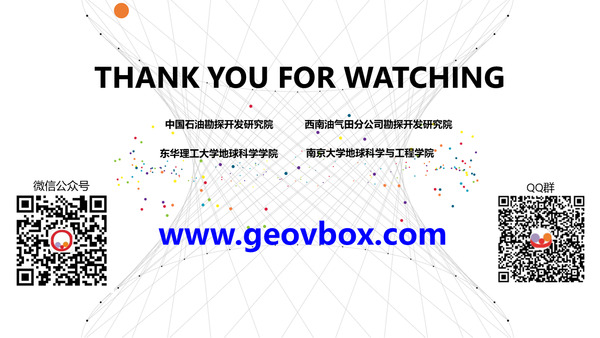 THANK YOU FOR WATCHING
中国石油勘探开发研究院 西南油气田分公司勘探开发研究院
东华理工大学地球科学学院 南京大学地球科学与工程学院
微信公众号
QQ群
www.geovbox.com